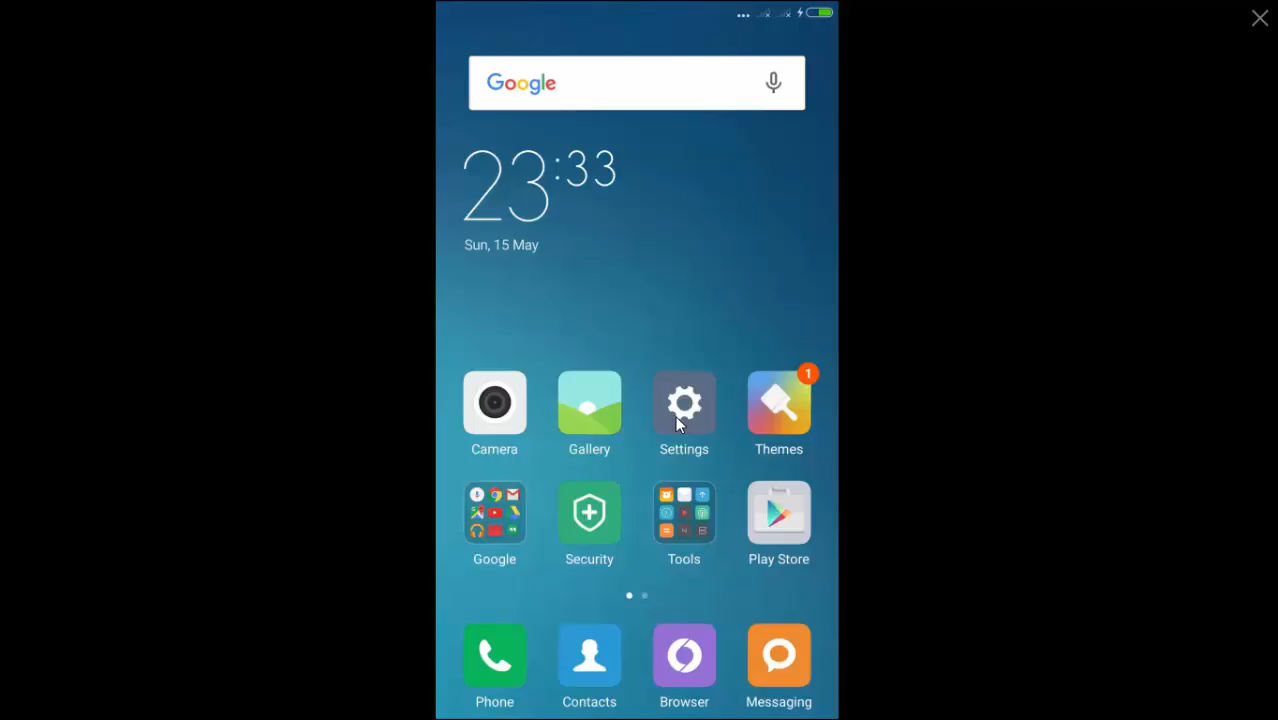 Google
23:33
Sun, 15 May
1
Camera
Gallery
Settings
Themes
Google
Security
Tools
Play Store
Phone
Contacts
Browser
Messaging